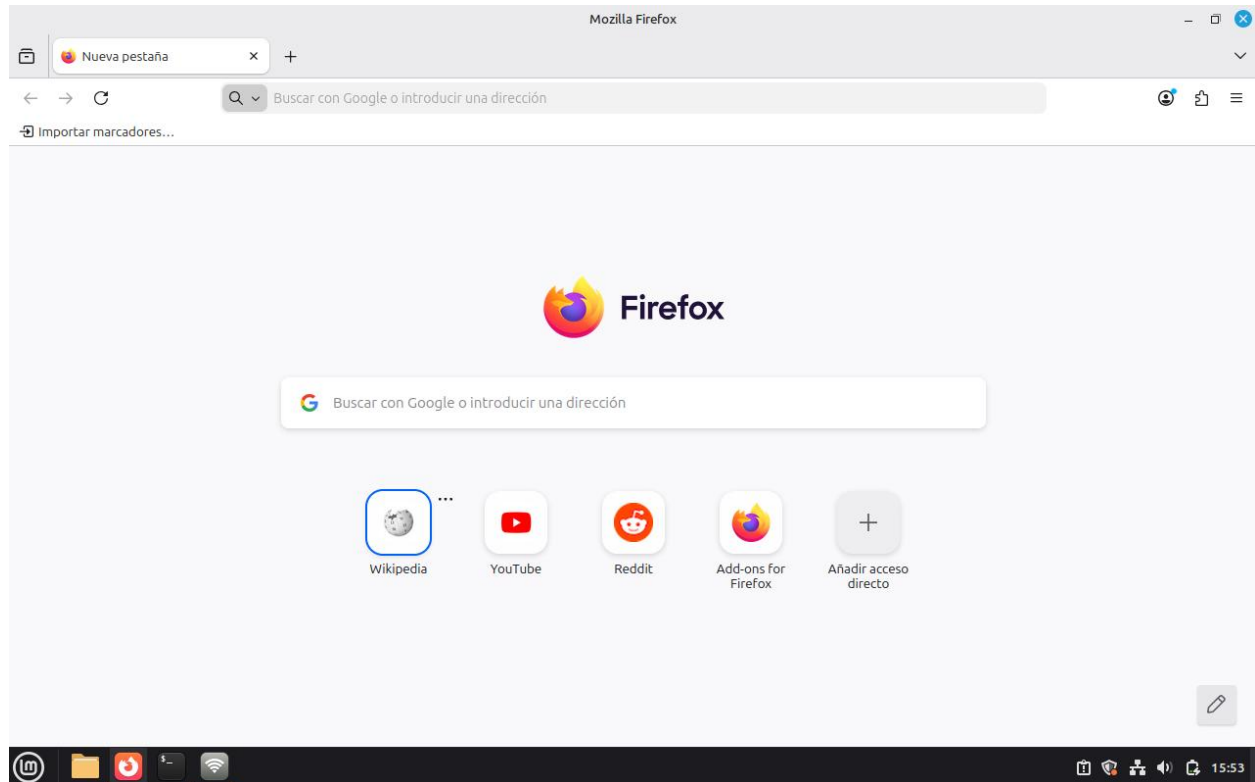 Mozilla Firefox
Nueva pestaña
Buscar con Google o introducir una dirección
Importar marcadores...
Firefox
Buscar con Google o introducir una dirección
Wikipedia
YouTube
Reddit
Add-ons for
Firefox
Añadir acceso
directo
15:53